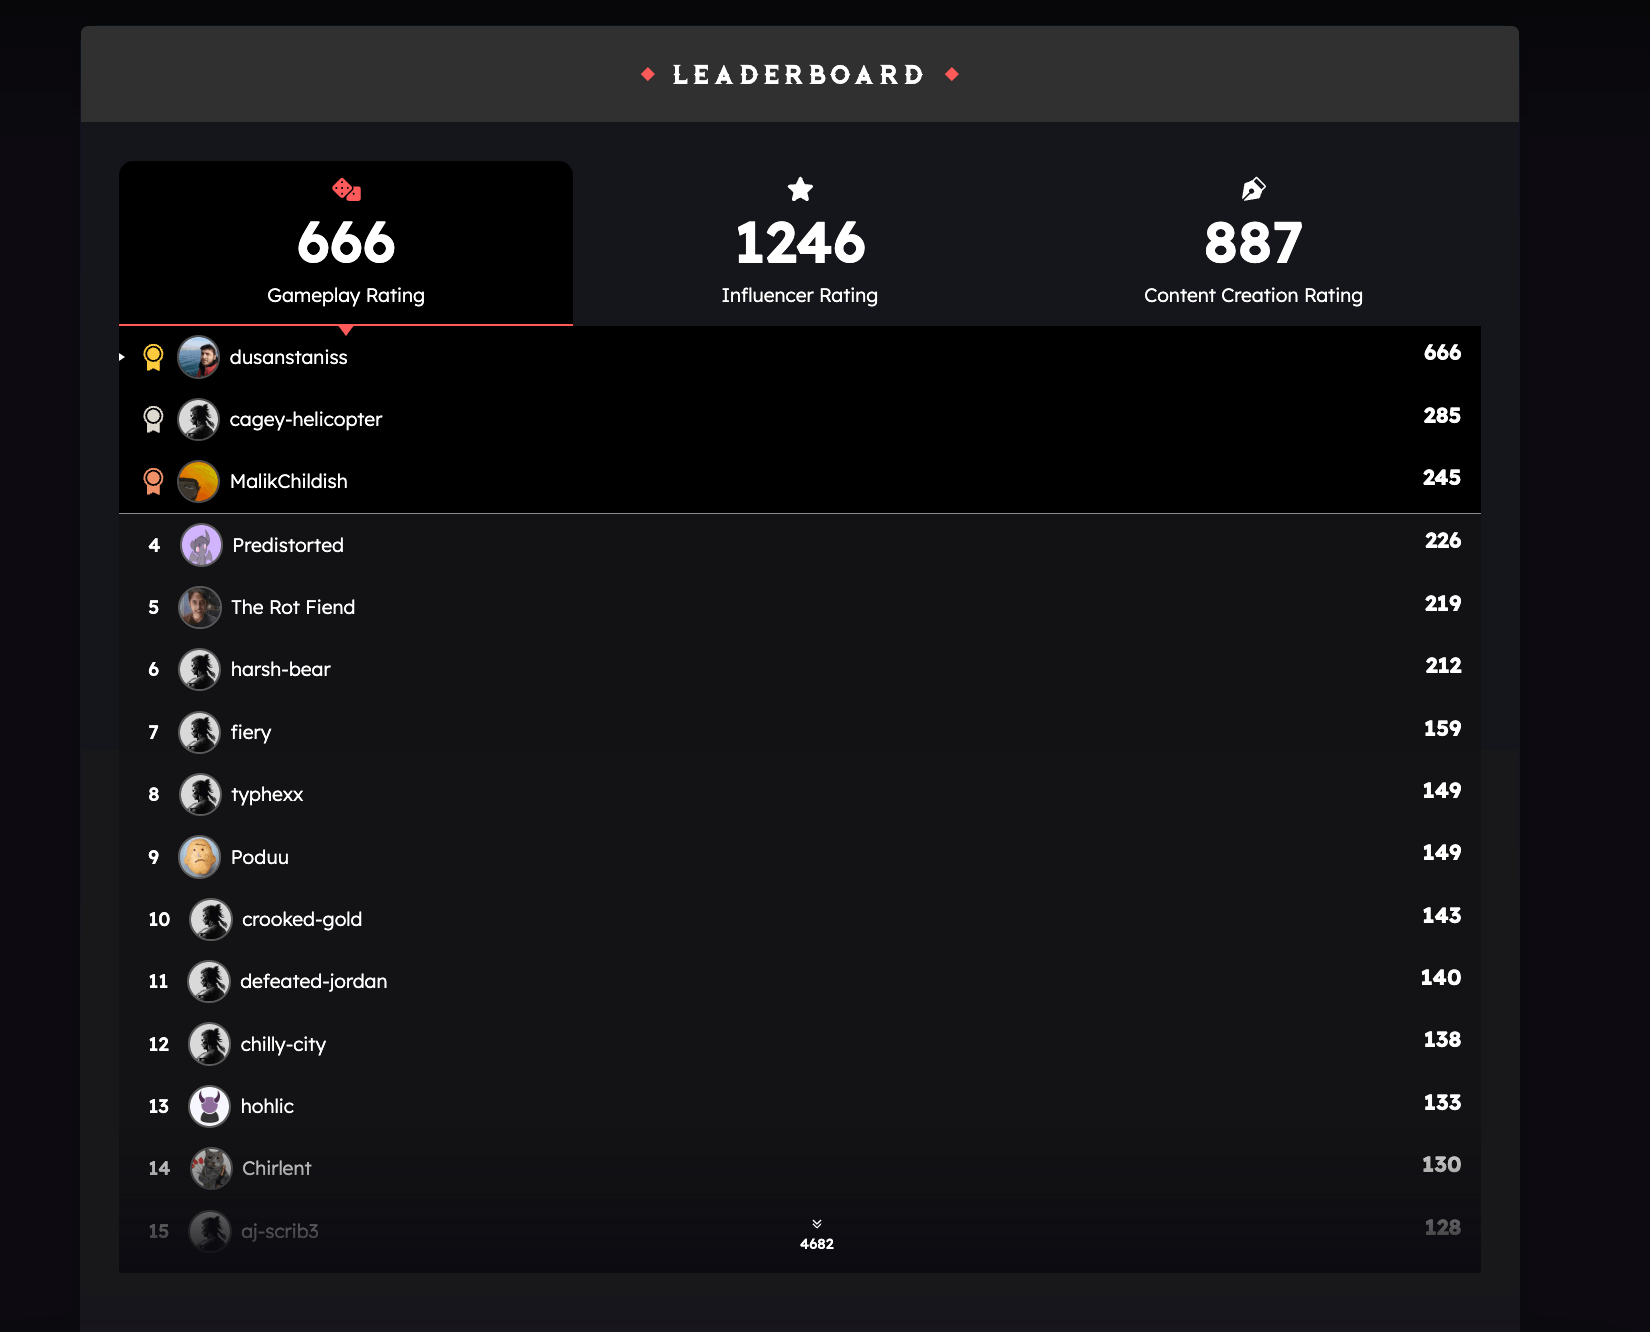 LEADERBOARD
666
Gameplay Rating
1246
Influencer Rating
887
Content Creation Rating
dusanstaniss 666
cagey-helicopter 285
MalikChildish 245
4 Predistorted 226
5 The Rot Fiend 219
6 harsh-bear 212
7 fiery 159
8 typhexx 149
9 Poduu 149
10 crooked-gold 143
11 defeated-jordan 140
12 chilly-city 138
13 hohlic 133
14 Chirlent 130
15 aj-scrib3 128
4682